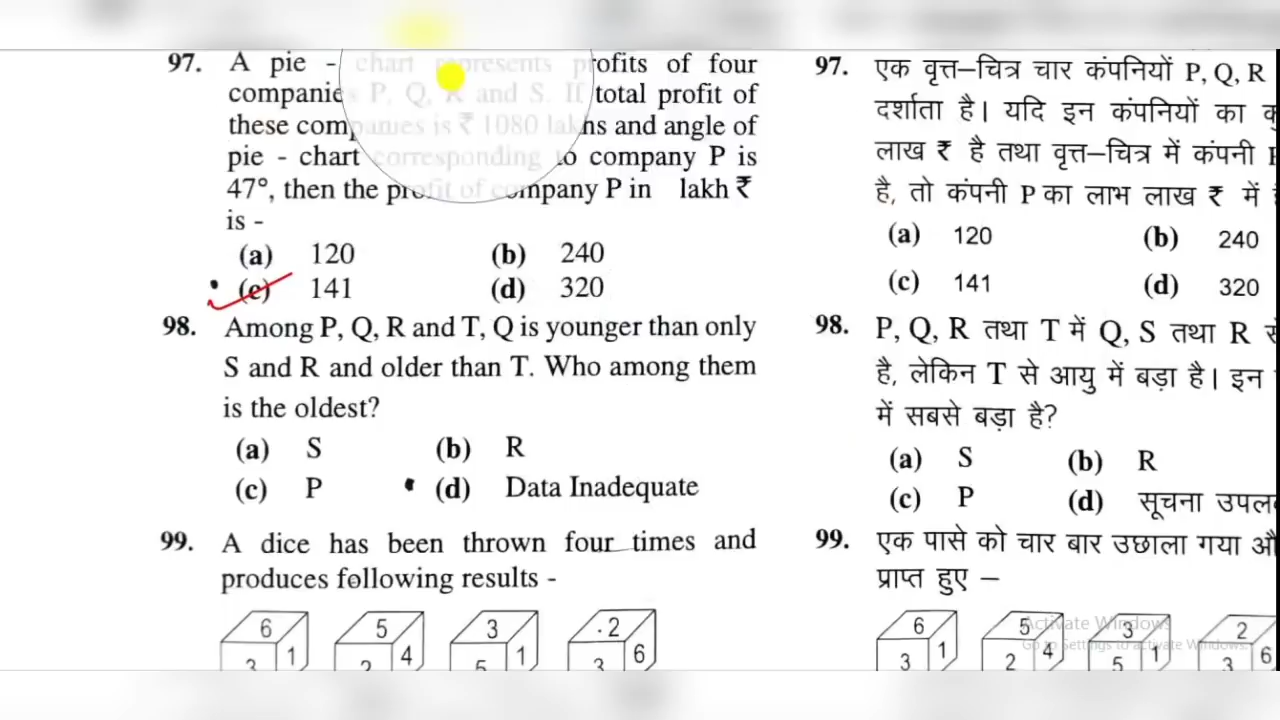 97. A pie - chart represents profits of four
companies P, Q, R and S. If total profit of
these companies is ₹ 1080 lakhs and angle of
pie - chart corresponding to company P is
47°, then the profit of company P in lakh ₹
is -
(a) 120 (b) 240
(c) 141 (d) 320
98. Among P, Q, R and T, Q is younger than only
S and R and older than T. Who among them
is the oldest?
(a) S (b) R
(c) P (d) Data Inadequate
99. A dice has been thrown four times and
produces following results -
6 5 3 2
3 1 2 4 5 1 3 6
97. एक वृत्त–चित्र चार कंपनियों P, Q, R
दर्शाता है। यदि इन कंपनियों का
लाख ₹ है तथा वृत्त–चित्र में कंपनी
है, तो कंपनी P का लाभ लाख ₹ में
(a) 120 (b) 240
(c) 141 (d) 320
98. P, Q, R तथा T में Q, S तथा R
है, लेकिन T से आयु में बड़ा है। इन
में सबसे बड़ा है?
(a) S (b) R
(c) P (d) सूचना
99. एक पासे को चार बार उछाला गया
प्राप्त हुए –
6 5 3 2
3 1 2 4 5 1 3 6
Activate Windows
Go to Settings to activate Windows.